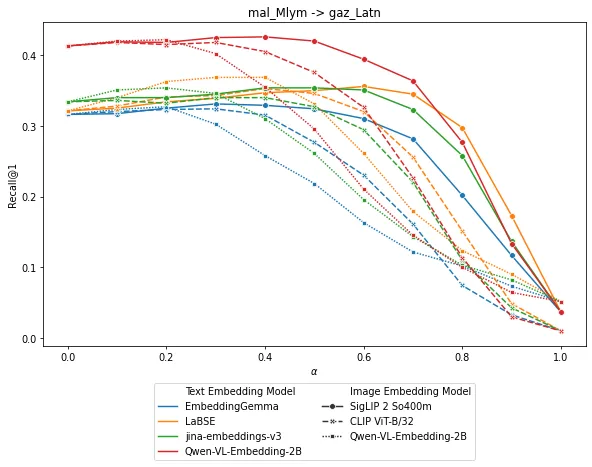 mal_Mlym -> gaz_Latn
Recall@1
0.4
0.3
0.2
0.1
0.0
0.0 0.2 0.4 0.6 0.8 1.0
α
Text Embedding Model
EmbeddingGemma
LaBSE
jina-embeddings-v3
Qwen-VL-Embedding-2B
Image Embedding Model
SigLIP 2 So400m
CLIP ViT-B/32
Qwen-VL-Embedding-2B